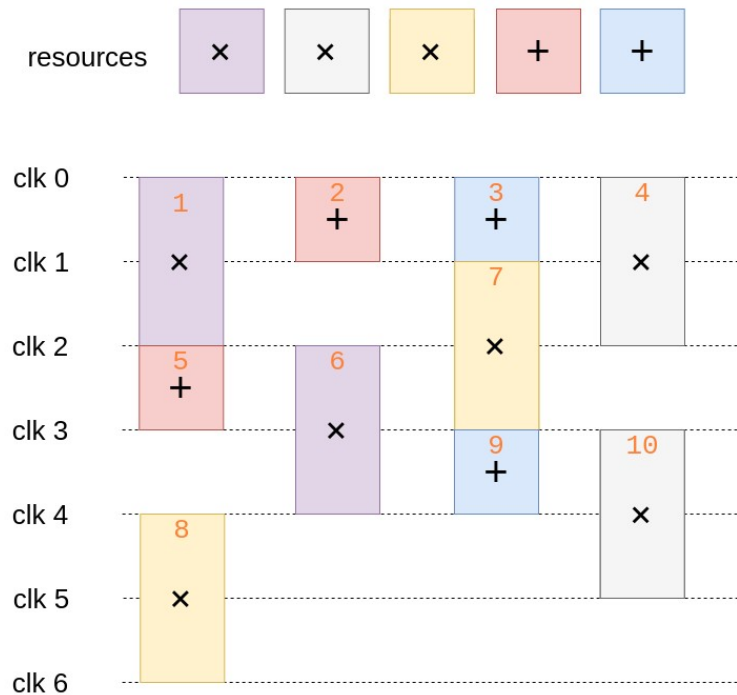 resources × × × + +
clk 0
1 2 3 4
+ +
clk 1 × ×
7
clk 2 ×
5 6
+
clk 3 ×
9 10
+
clk 4 ×
8
clk 5 ×
clk 6